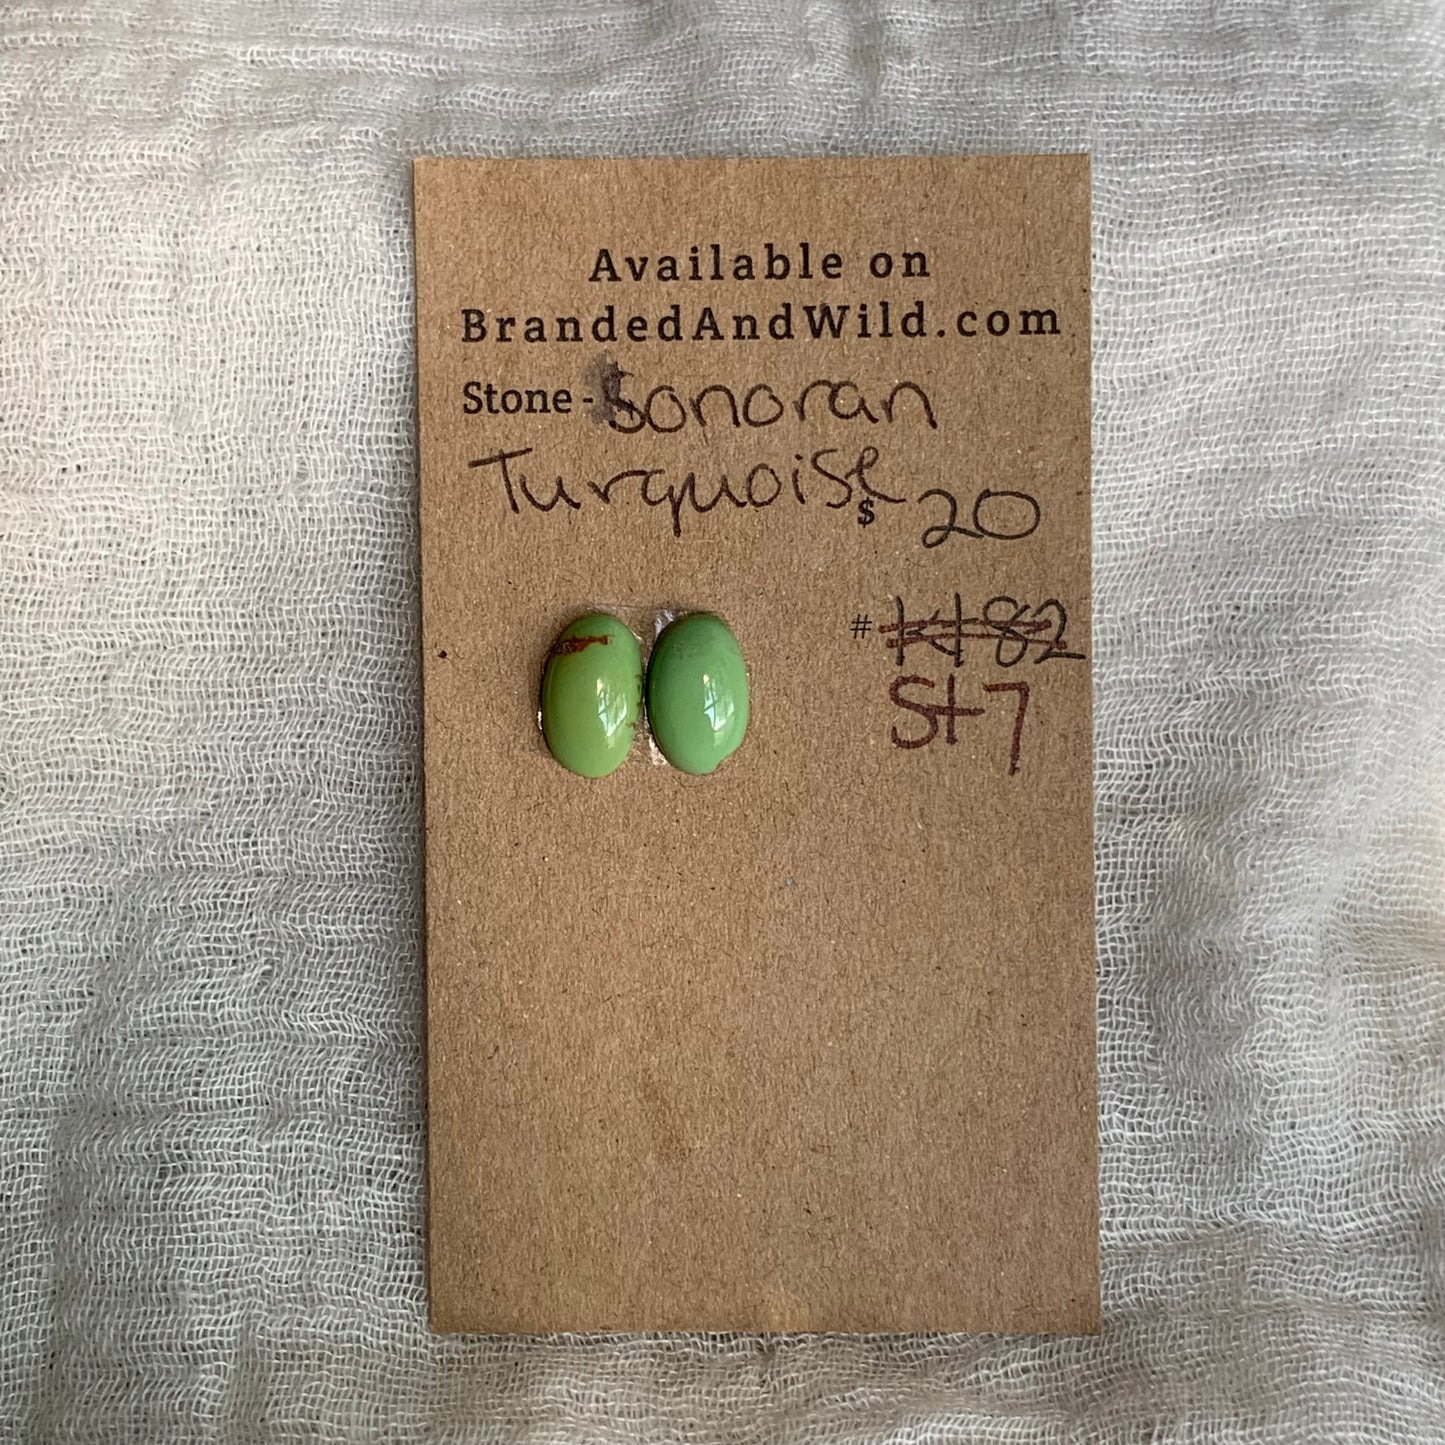 Available on
BrandedAndWild.com
Stone - Sonoran
Turquoise
$ 20
# K182
St7